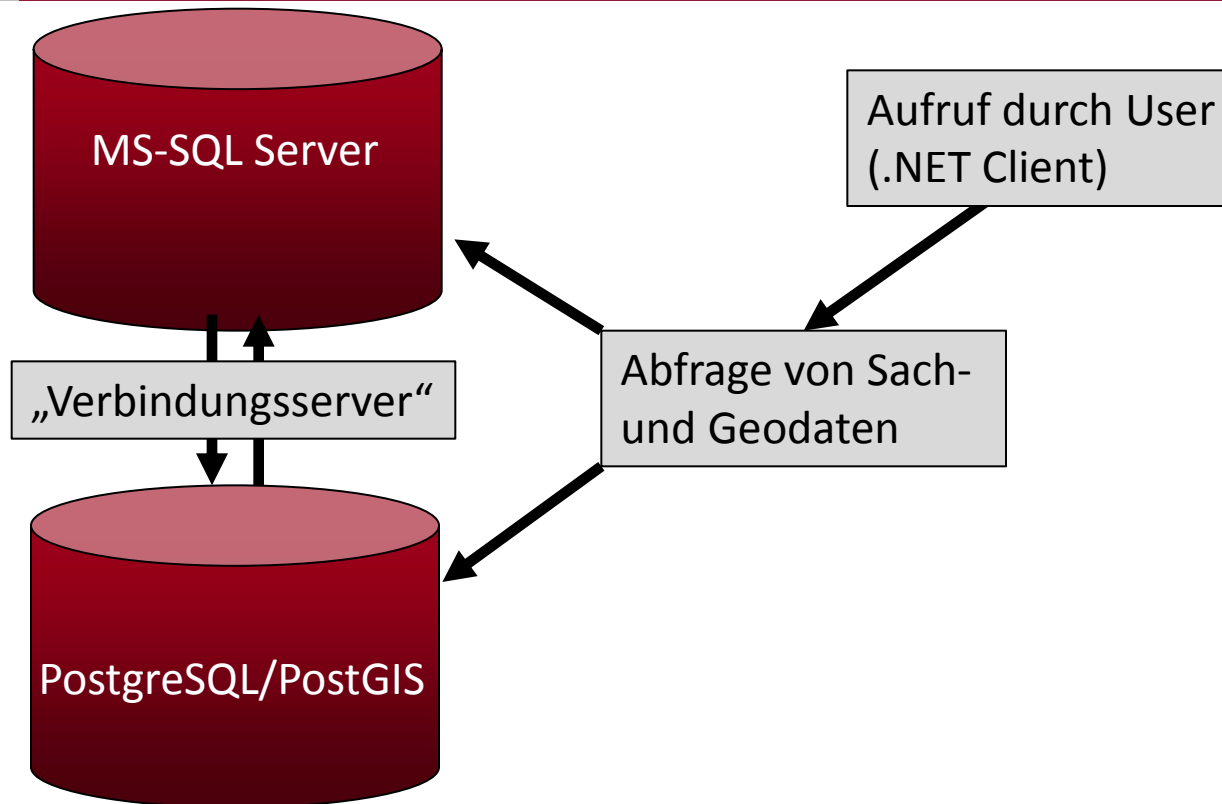 MS-SQL Server
Aufruf durch User
(.NET Client)
„Verbindungsserver“
Abfrage von Sach-
und Geodaten
PostgreSQL/PostGIS